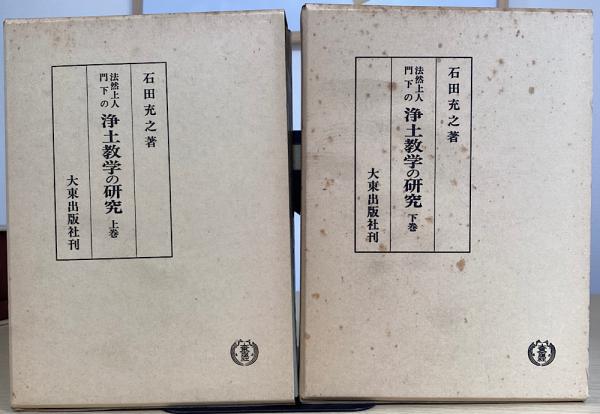 石田充之著
法然上人
門下の
浄土教学の研究 上巻
大東出版社刊
石田充之著
法然上人
門下の
浄土教学の研究 下巻
大東出版社刊